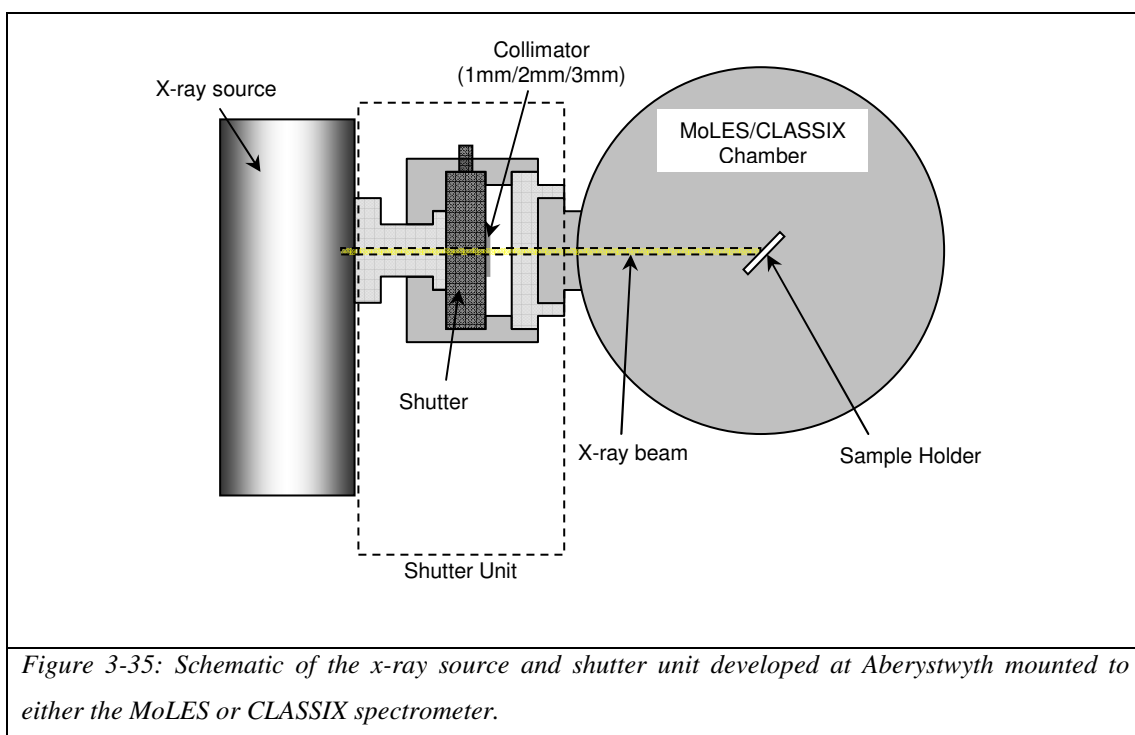 Collimator
(1mm/2mm/3mm)
X-ray source
MoLES/CLASSIX
Chamber
Shutter
X-ray beam
Sample Holder
Shutter Unit
Figure 3-35: Schematic of the x-ray source and shutter unit developed at Aberystwyth mounted to
either the MoLES or CLASSIX spectrometer.